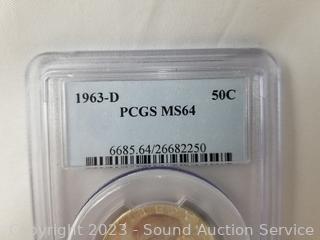 1963-D 50C
PCGS MS64
6685.64/26682250
Copyright 2023 - Sound Auction Service